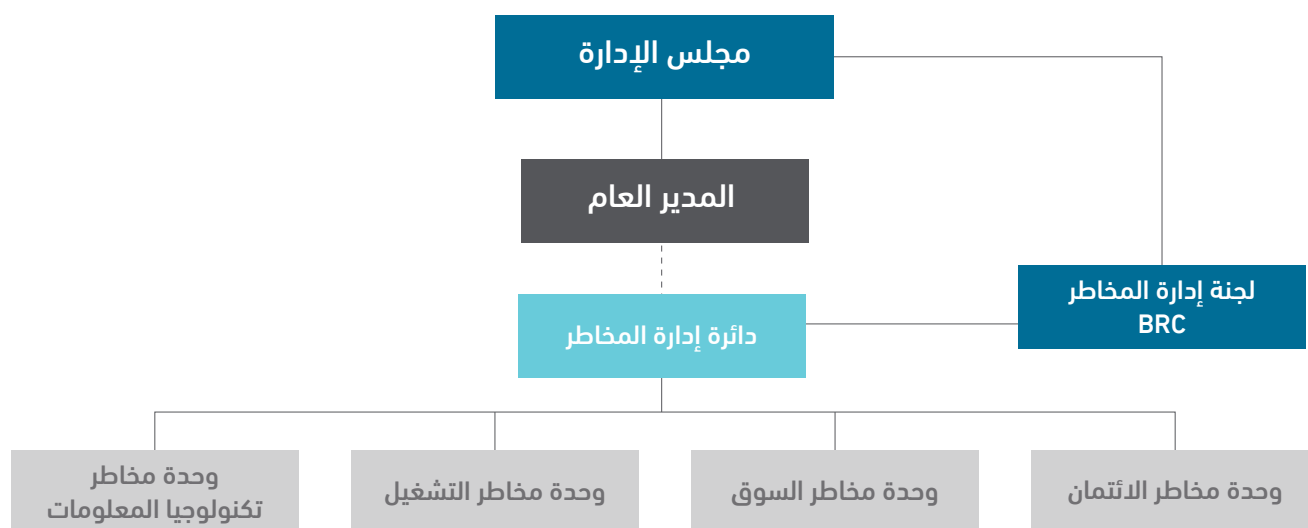 مجلس الإدارة
المدير العام
لجنة إدارة المخاطر
BRC
دائرة إدارة المخاطر
وحدة مخاطر الائتمان
وحدة مخاطر السوق
وحدة مخاطر التشغيل
وحدة مخاطر
تكنولوجيا المعلومات